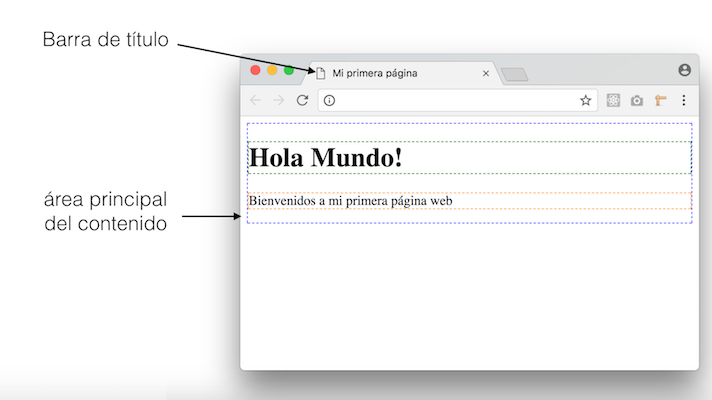 Barra de título
Mi primera página
Hola Mundo!
Bienvenidos a mi primera página web
área principal
del contenido